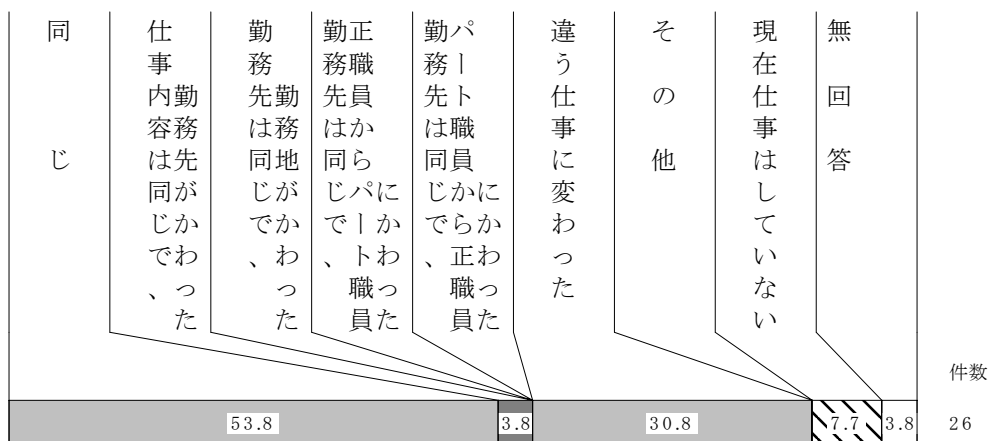 同じ
仕事内容は同じで、
勤務先がかわった
勤務先は同じで、
勤務地がかわった
勤務先は同じで、
正職員からパート職員
にかわった
勤務先は同じで、
パート職員から正職員
にかわった
違う仕事に変わった
その他
現在仕事はしていない
無回答
件数
53.8
3.8
30.8
7.7
3.8
26